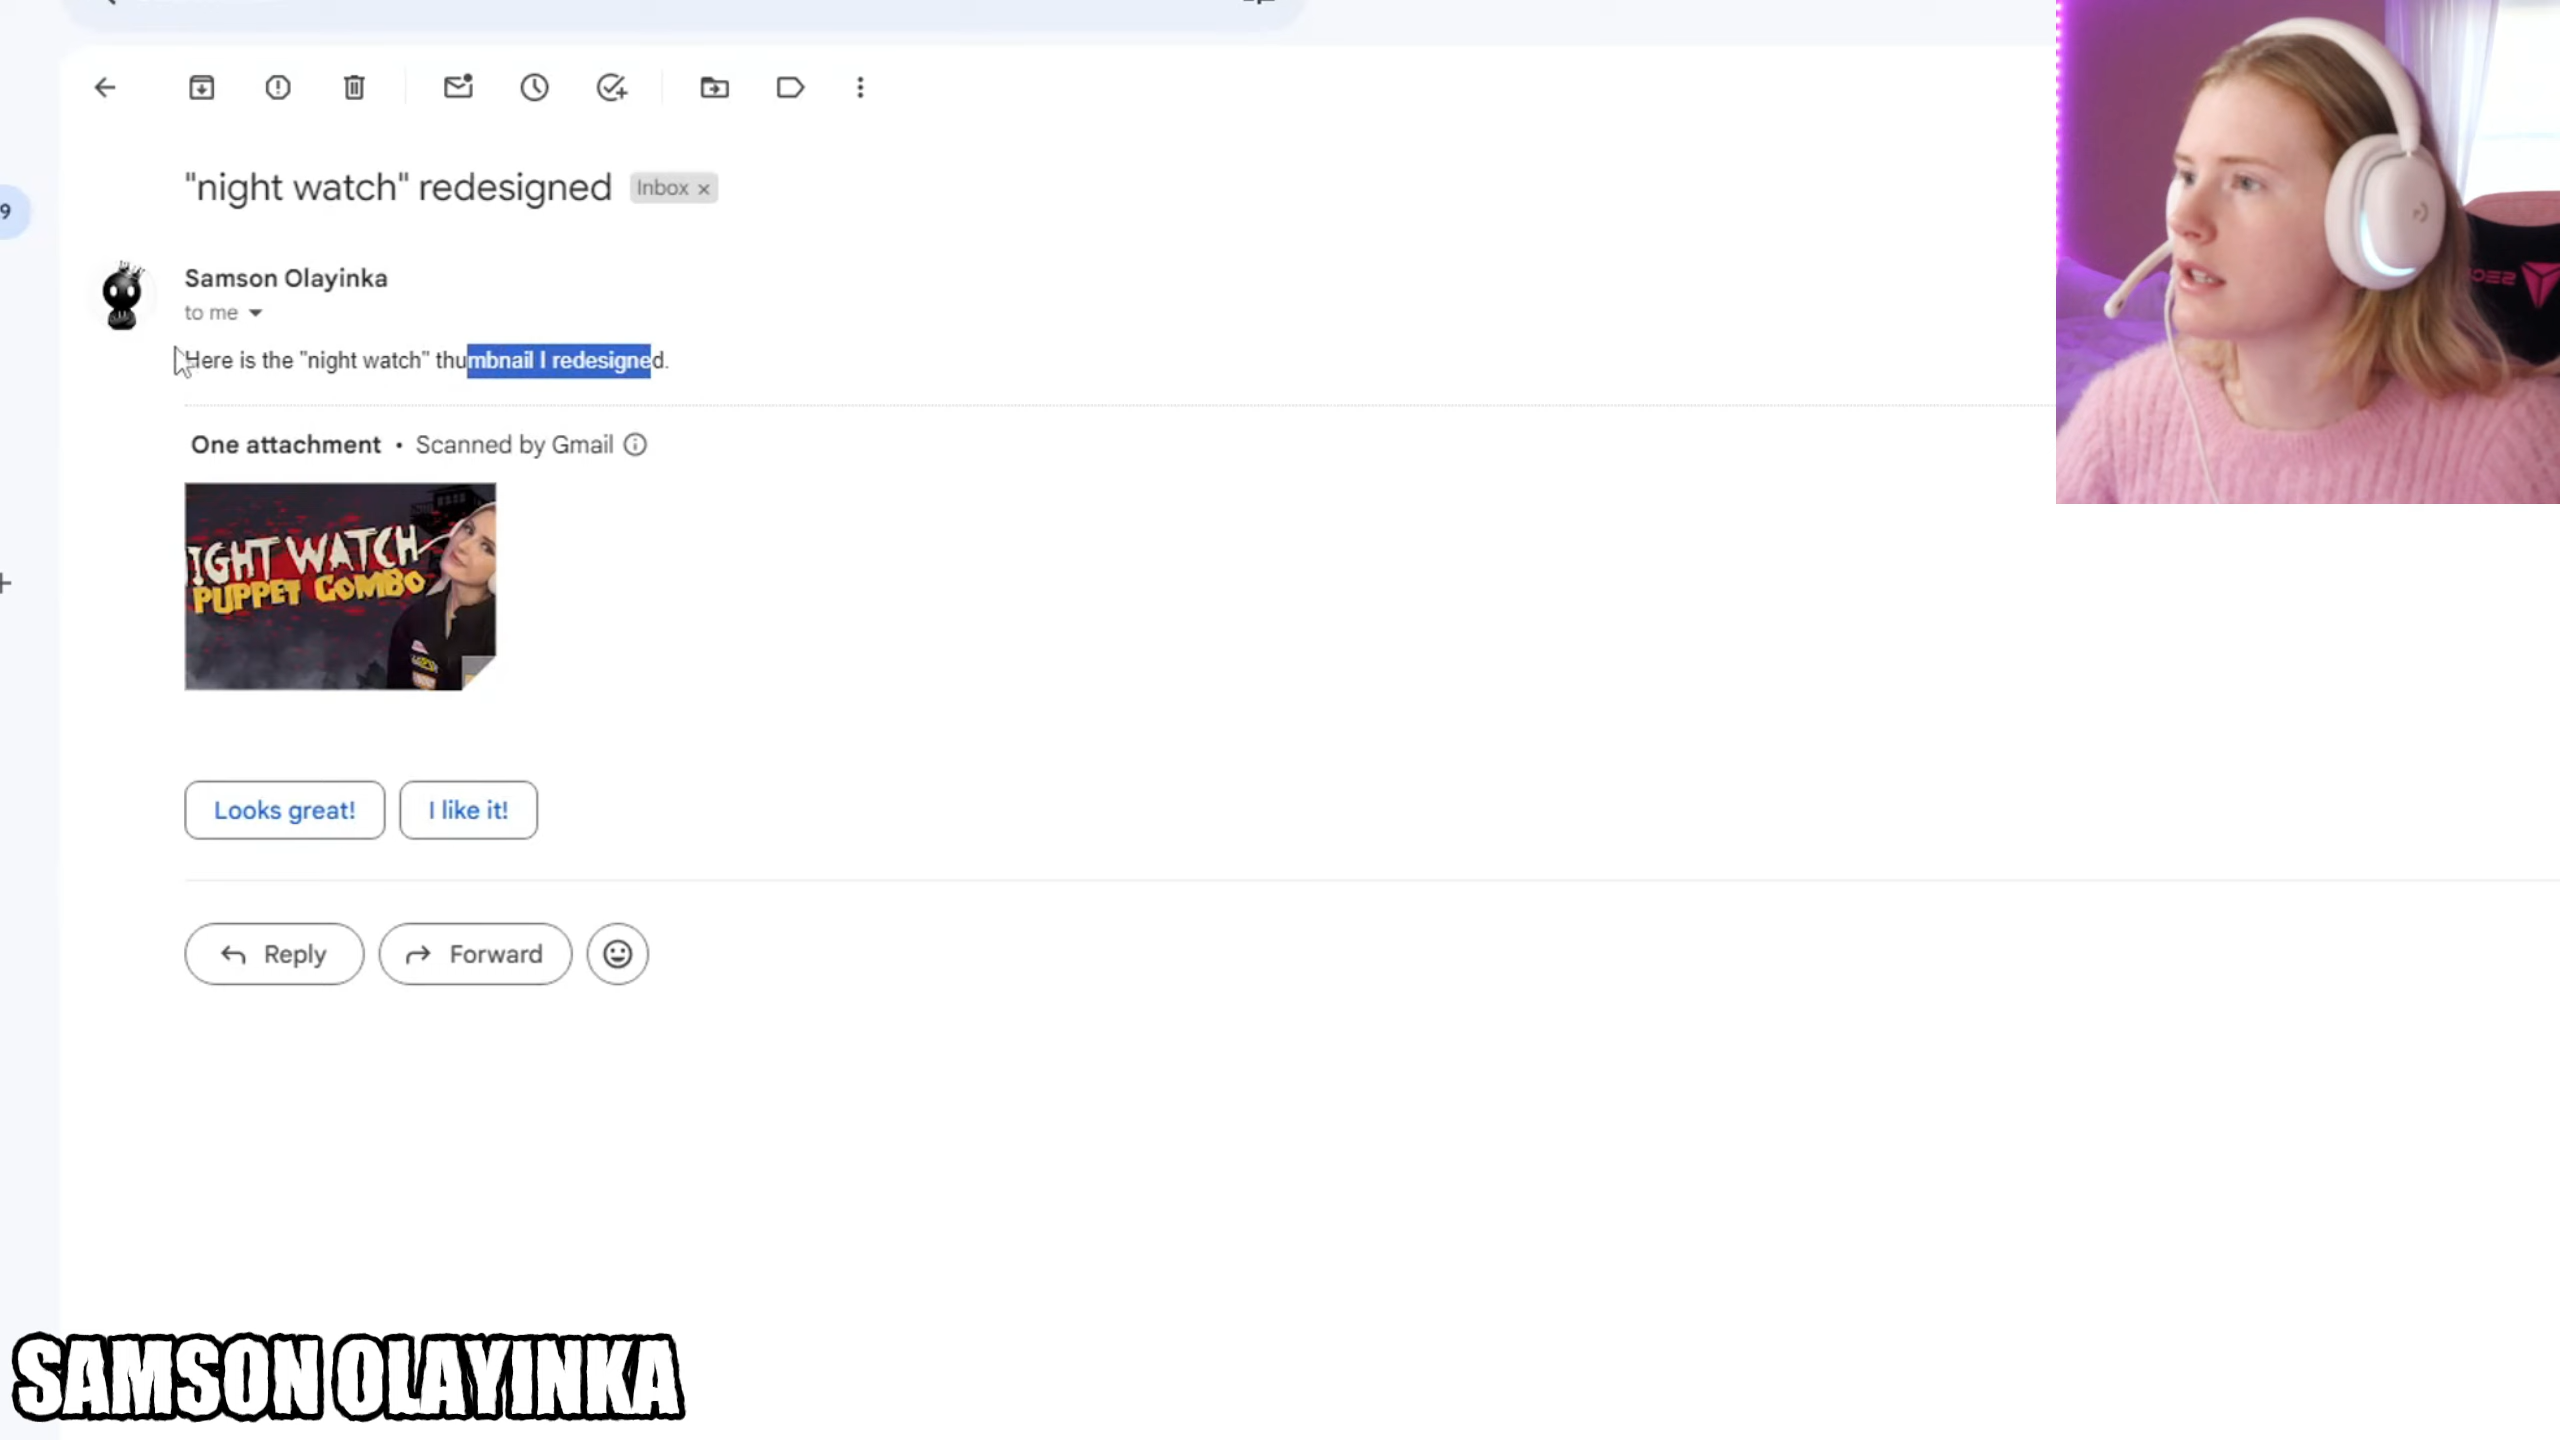 "night watch" redesigned Inbox ×
9
Samson Olayinka
to me
Here is the "night watch" thumbnail I redesigned.
One attachment • Scanned by Gmail
IGHT WATCH
PUPPET COMBO
Looks great! I like it!
Reply Forward
SAMSON OLAYINKA